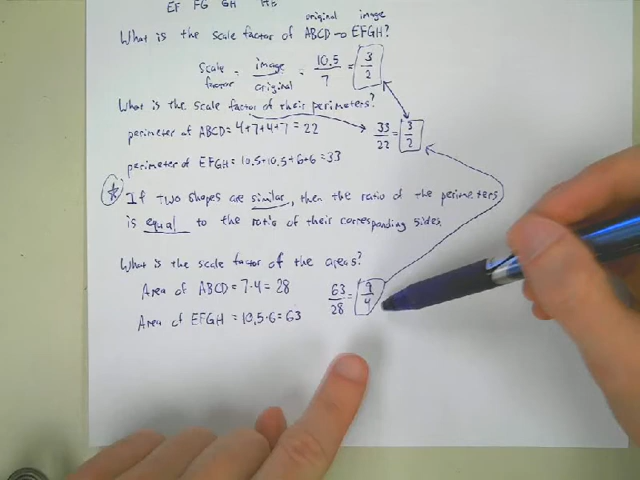 EF FG GH HE
original image
What is the scale factor of ABCD → EFGH?
scale factor = image/original = 10.5/7 = 3/2
What is the scale factor of their perimeters?
perimeter of ABCD = 4+7+4+7 = 22 → 33/22 = 3/2
perimeter of EFGH = 10.5+10.5+6+6 = 33
If two shapes are similar, then the ratio of the perimeters
is equal to the ratio of their corresponding sides.
What is the scale factor of the areas?
Area of ABCD = 7·4 = 28
63/28 = 9/4
Area of EFGH = 10.5·6 = 63